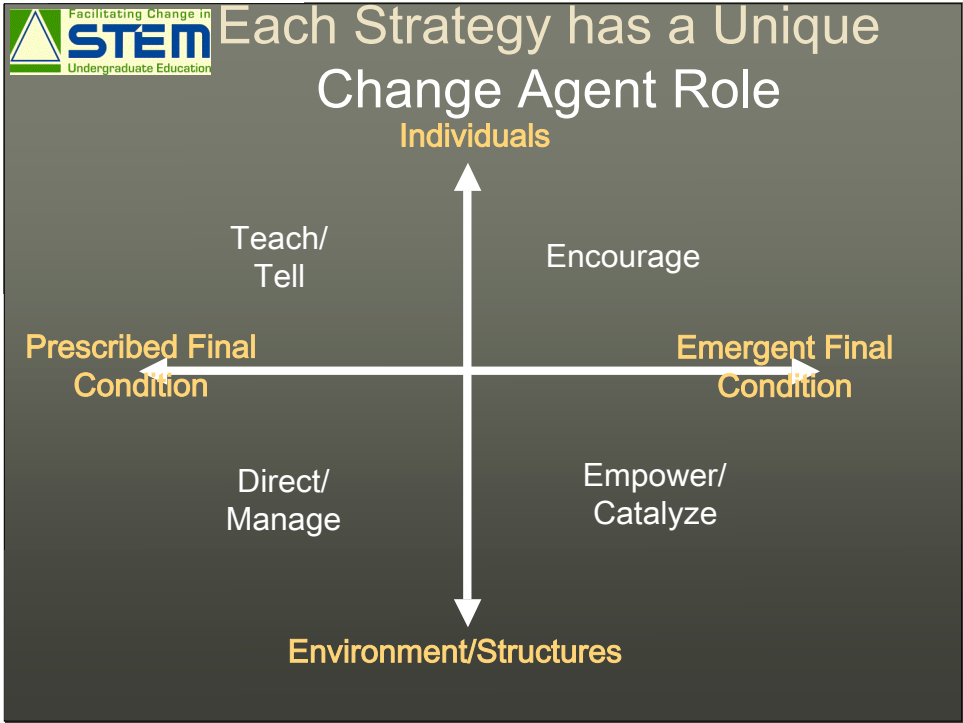 Facilitating Change in
STEM
Undergraduate Education
Each Strategy has a Unique
Change Agent Role
Individuals
Teach/
Tell
Encourage
Prescribed Final
Condition
Emergent Final
Condition
Direct/
Manage
Empower/
Catalyze
Environment/Structures